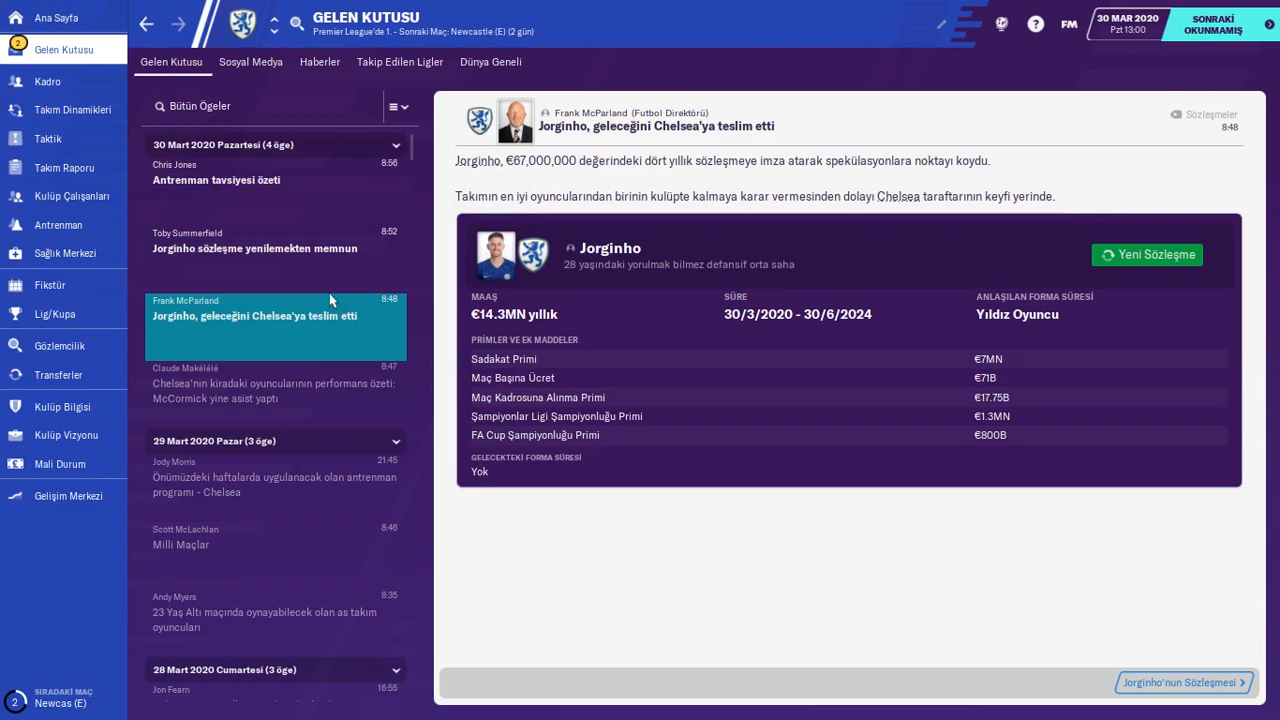 Ana Sayfa
2
Gelen Kutusu
Kadro
Takım Dinamikleri
Taktik
Takım Raporu
Kulüp Çalışanları
Antrenman
Sağlık Merkezi
Fikstür
Lig/Kupa
Gözlemcilik
Transferler
Kulüp Bilgisi
Kulüp Vizyonu
Mali Durum
Gelişim Merkezi
2
SIRADAKİ MAÇ
Newcas (E)
GELEN KUTUSU
Premier League'de 1. - Sonraki Maç: Newcastle (E) (2 gün)
?
FM
30 MAR 2020
Pzt 13:00
SONRAKİ
OKUNMAMIŞ
Gelen Kutusu
Sosyal Medya
Haberler
Takip Edilen Ligler
Dünya Geneli
Bütün Ögeler
30 Mart 2020 Pazartesi (4 öge)
Chris Jones 8:56
Antrenman tavsiyesi özeti
Toby Summerfield 8:52
Jorginho sözleşme yenilemekten memnun
Frank McParland 8:48
Jorginho, geleceğini Chelsea'ya teslim etti
Claude Makélélé 8:47
Chelsea'nın kiradaki oyuncularının performans özeti:
McCormick yine asist yaptı
29 Mart 2020 Pazar (3 öge)
Jody Morris 21:45
Önümüzdeki haftalarda uygulanacak olan antrenman
programı - Chelsea
Scott McLachlan 8:46
Milli Maçlar
Andy Myers 8:35
23 Yaş Altı maçında oynayabilecek olan as takım
oyuncuları
28 Mart 2020 Cumartesi (3 öge)
Jon Fearn 16:55
Frank McParland (Futbol Direktörü)
Jorginho, geleceğini Chelsea'ya teslim etti
Sözleşmeler
8:48
Jorginho, €67,000,000 değerindeki dört yıllık sözleşmeye imza atarak spekülasyonlara noktayı koydu.
Takımın en iyi oyuncularından birinin kulüpte kalmaya karar vermesinden dolayı Chelsea taraftarının keyfi yerinde.
Jorginho
28 yaşındaki yorulmak bilmez defansif orta saha
Yeni Sözleşme
MAAŞ
€14.3MN yıllık
SÜRE
30/3/2020 - 30/6/2024
ANLAŞILAN FORMA SÜRESİ
Yıldız Oyuncu
PRİMLER VE EK MADDELER
Sadakat Primi €7MN
Maç Başına Ücret €71B
Maç Kadrosuna Alınma Primi €17.75B
Şampiyonlar Ligi Şampiyonluğu Primi €1.3MN
FA Cup Şampiyonluğu Primi €800B
GELECEKTEKİ FORMA SÜRESİ
Yok
Jorginho'nun Sözleşmesi